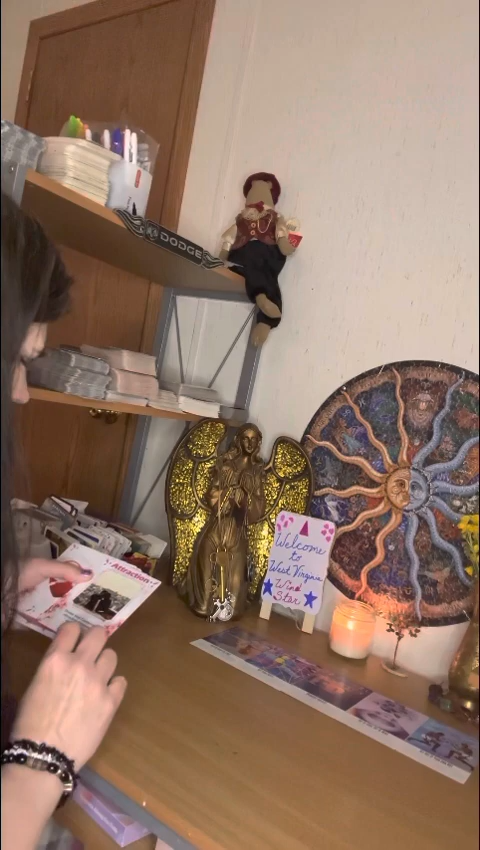 DODGE
Attraction
Welcome
to
West Virginia
Wind
Star